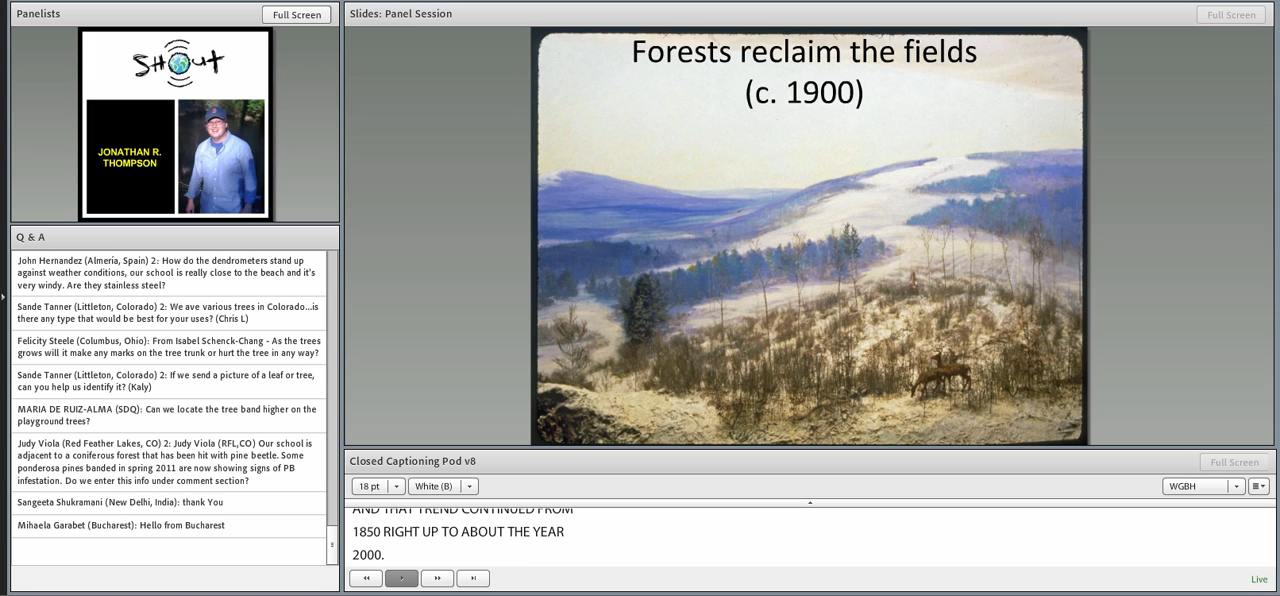 Panelists
Full Screen
SHOUT
JONATHAN R.
THOMPSON
Q & A
John Hernandez (Almería, Spain) 2: How do the dendrometers stand up
against weather conditions, our school is really close to the beach and it's
very windy. Are they stainless steel?
Sande Tanner (Littleton, Colorado) 2: We ave various trees in Colorado...is
there any type that would be best for your uses? (Chris L)
Felicity Steele (Columbus, Ohio): From Isabel Schenck-Chang - As the trees
grows will it make any marks on the tree trunk or hurt the tree in any way?
Sande Tanner (Littleton, Colorado) 2: If we send a picture of a leaf or tree,
can you help us identify it? (Kaly)
MARIA DE RUIZ-ALMA (SDQ): Can we locate the tree band higher on the
playground trees?
Judy Viola (Red Feather Lakes, CO) 2: Judy Viola (RFL,CO) Our school is
adjacent to a coniferous forest that has been hit with pine beetle. Some
ponderosa pines banded in spring 2011 are now showing signs of PB
infestation. Do we enter this info under comment section?
Sangeeta Shukramani (New Delhi, India): thank You
Mihaela Garabet (Bucharest): Hello from Bucharest
Slides: Panel Session
Full Screen
Forests reclaim the fields
(c. 1900)
Closed Captioning Pod v8
Full Screen
18 pt
White (B)
WGBH
AND THAT TREND CONTINUED FROM
1850 RIGHT UP TO ABOUT THE YEAR
2000.
Live